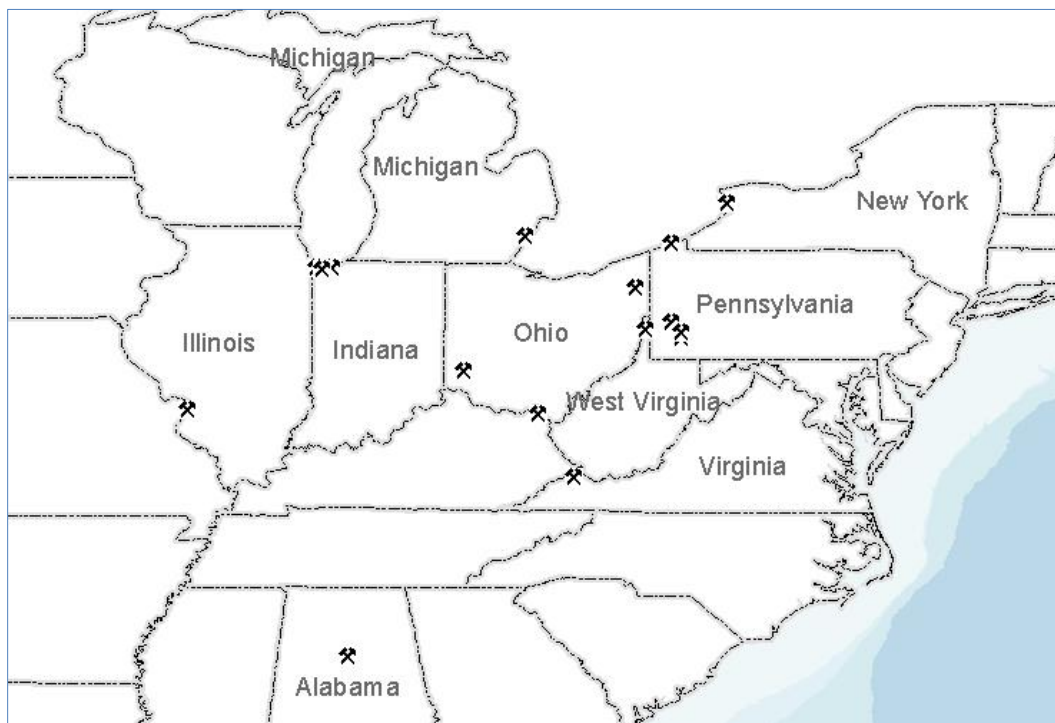 Michigan
Michigan
New York
Pennsylvania
Ohio
Illinois
Indiana
West Virginia
Virginia
Alabama